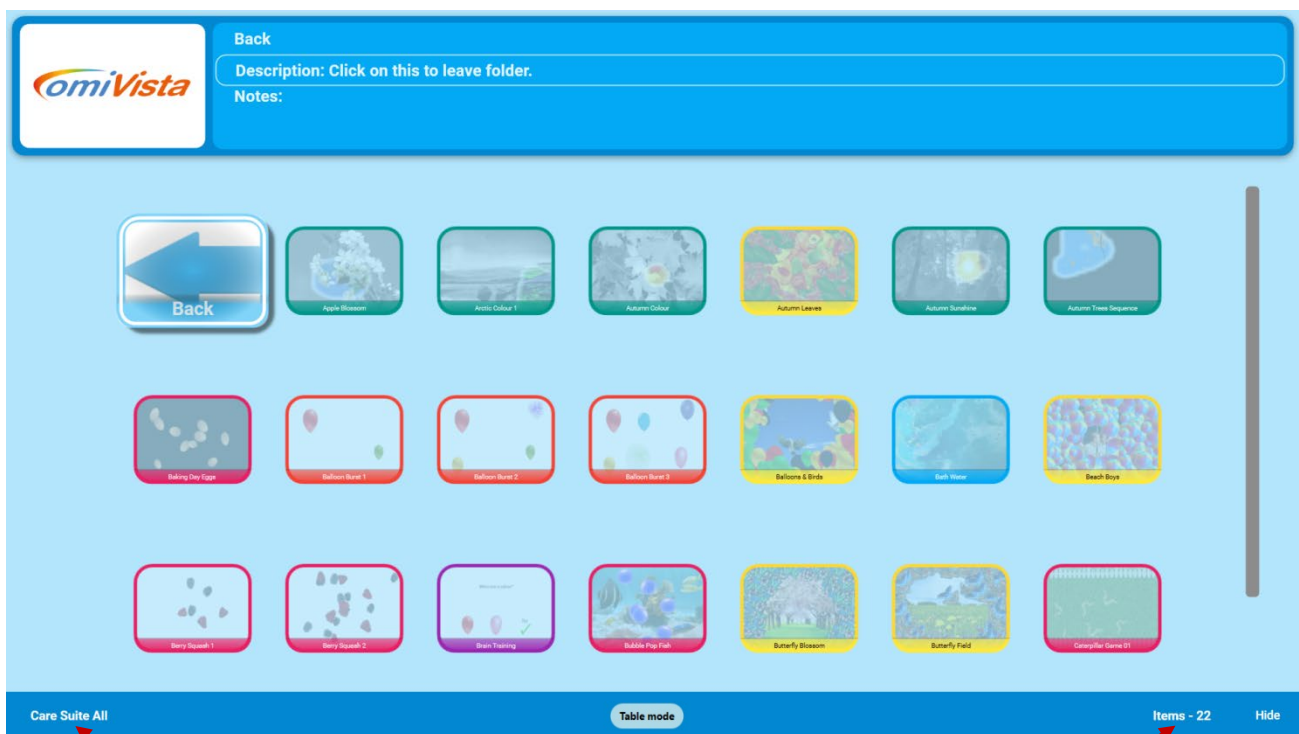 omiVista
Back
Description: Click on this to leave folder.
Notes:
Back
Apple Blossom
Arctic Colour 1
Autumn Colour
Autumn Leaves
Autumn Sunshine
Autumn Trees Sequence
Baking Day Eggs
Balloon Burst 1
Balloon Burst 2
Balloon Burst 3
Balloons & Birds
Bath Water
Beach Boys
Berry Squash 1
Berry Squash 2
Brain Training
Bubble Pop Fish
Butterfly Blossom
Butterfly Field
Caterpillar Game 01
Care Suite All
Table mode
Items - 22
Hide